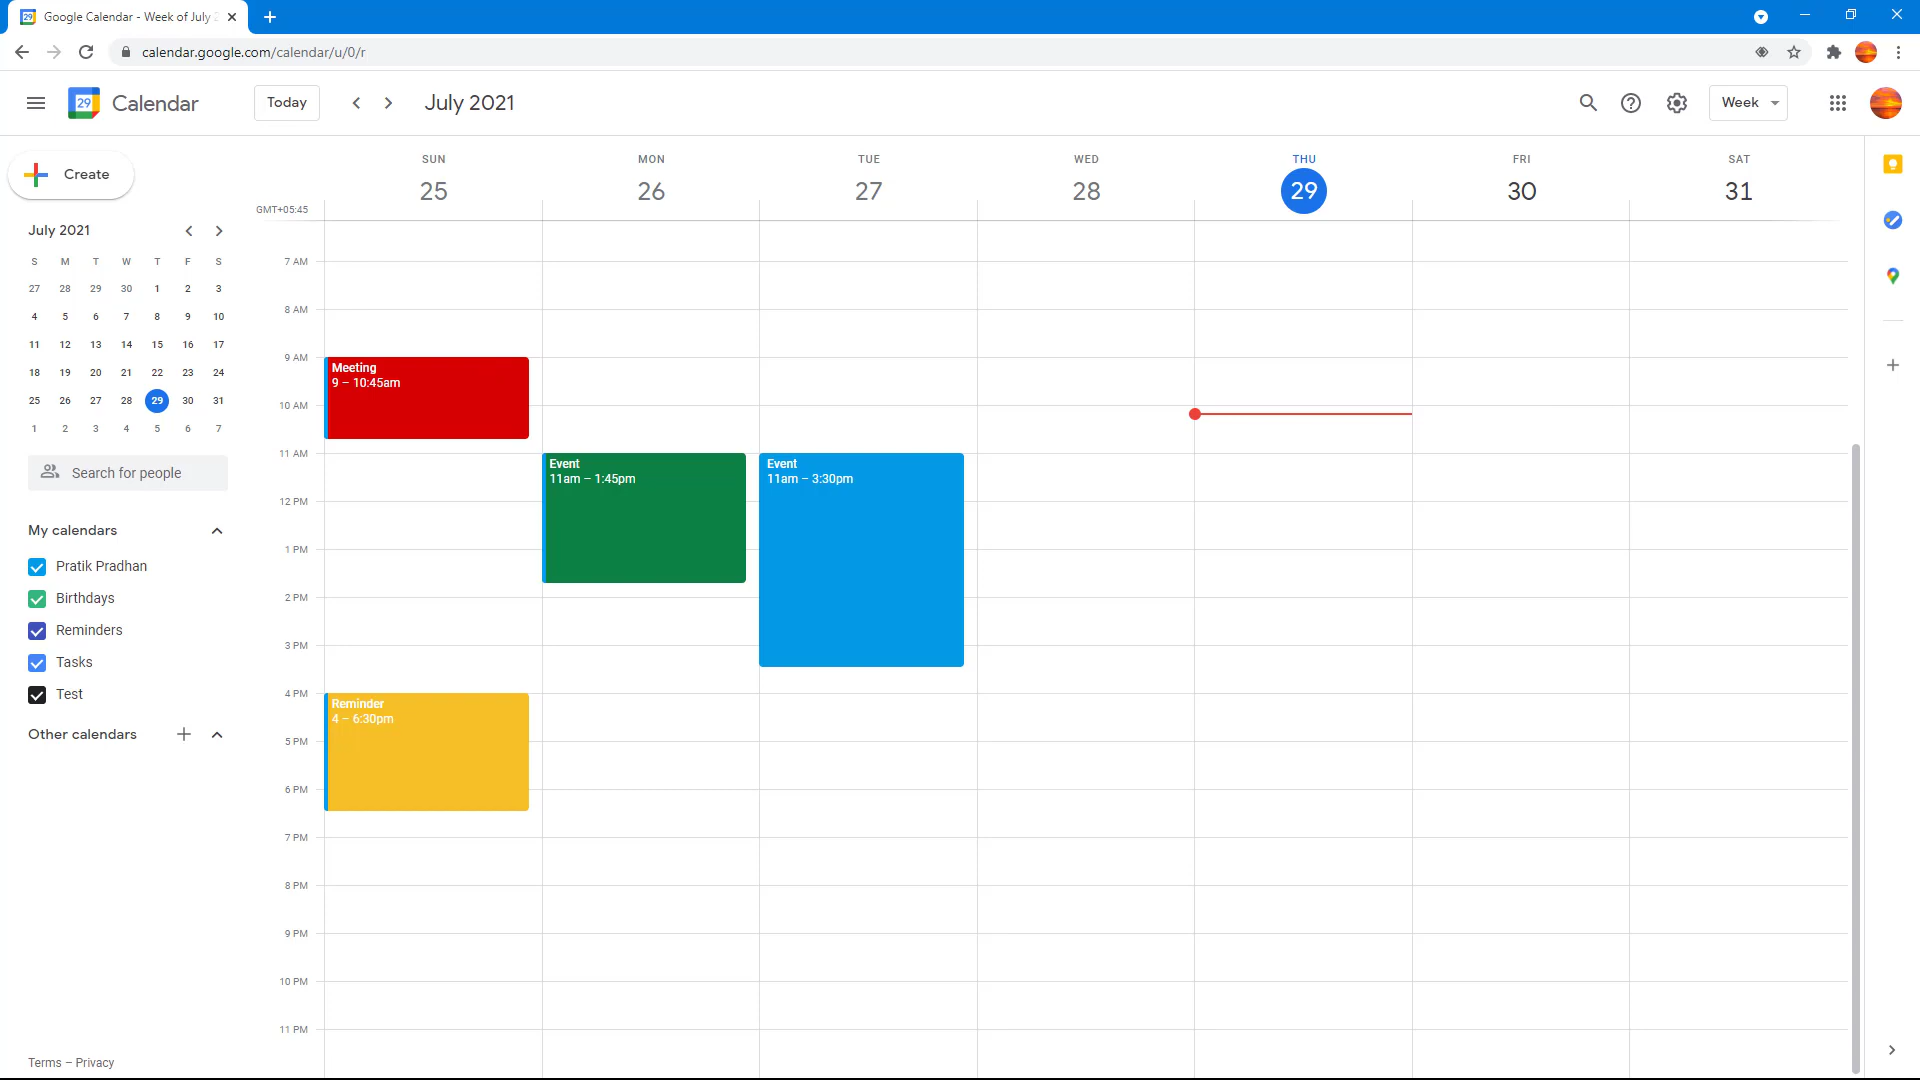 Google Calendar - Week of July 2
calendar.google.com/calendar/u/0/r
29 Calendar
Today
July 2021
Week
Create
July 2021
S M T W T F S
27 28 29 30 1 2 3
4 5 6 7 8 9 10
11 12 13 14 15 16 17
18 19 20 21 22 23 24
25 26 27 28 29 30 31
1 2 3 4 5 6 7
Search for people
My calendars
Pratik Pradhan
Birthdays
Reminders
Tasks
Test
Other calendars
Terms – Privacy
SUN MON TUE WED THU FRI SAT
25 26 27 28 29 30 31
GMT+05:45
7 AM
8 AM
9 AM
10 AM
11 AM
12 PM
1 PM
2 PM
3 PM
4 PM
5 PM
6 PM
7 PM
8 PM
9 PM
10 PM
11 PM
Meeting
9 – 10:45am
Reminder
4 – 6:30pm
Event
11am – 1:45pm
Event
11am – 3:30pm